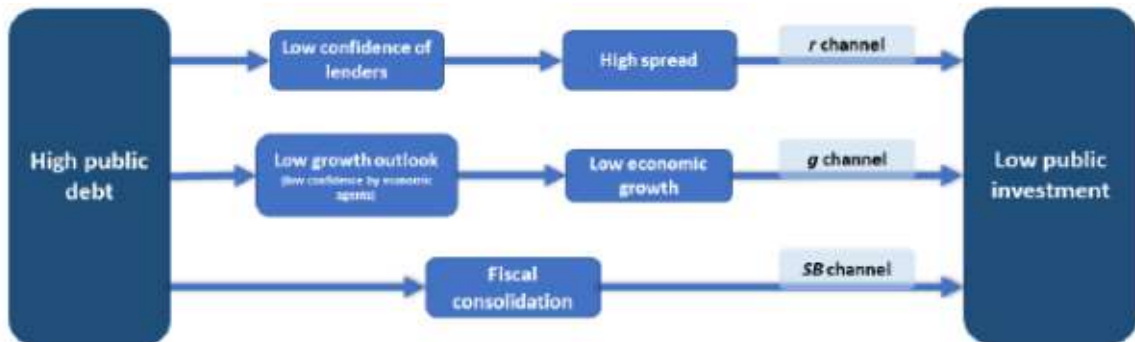 High public
debt
Low confidence of
lenders
High spread
r channel
Low growth outlook
(low confidence by economic
agents)
Low economic
growth
g channel
Fiscal
consolidation
SB channel
Low public
investment